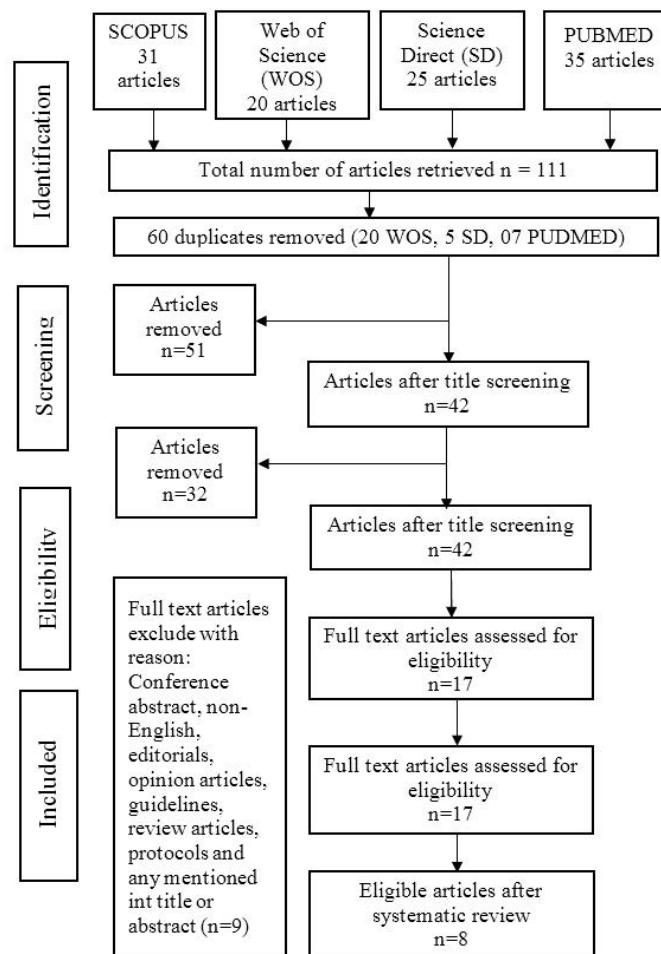 SCOPUS
31
articles
Web of
Science
(WOS)
20 articles
Science
Direct (SD)
25 articles
PUBMED
35 articles
Identification
Total number of articles retrieved n = 111
60 duplicates removed (20 WOS, 5 SD, 07 PUDMED)
Screening
Articles
removed
n=51
Articles after title screening
n=42
Articles
removed
n=32
Eligibility
Articles after title screening
n=42
Full text articles
exclude with
reason:
Conference
abstract, non-
English,
editorials,
opinion articles,
guidelines,
review articles,
protocols and
any mentioned
int title or
abstract (n=9)
Full text articles assessed for
eligibility
n=17
Included
Full text articles assessed for
eligibility
n=17
Eligible articles after
systematic review
n=8